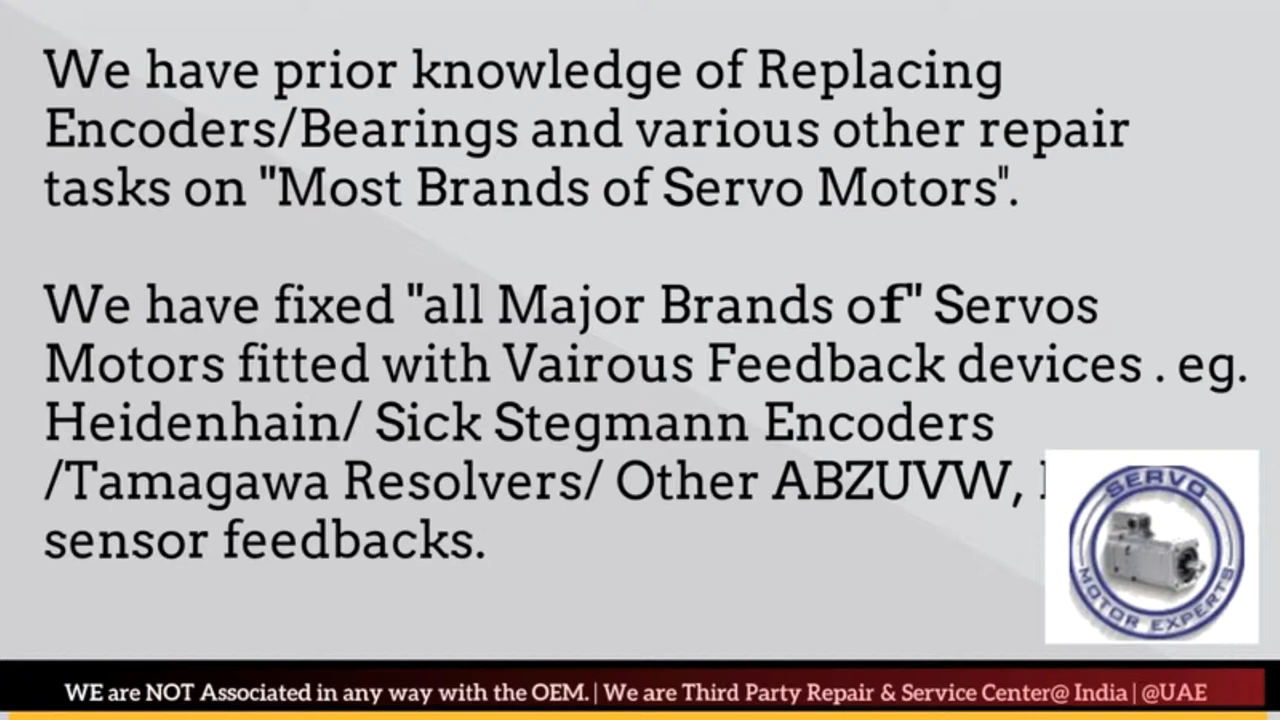 We have prior knowledge of Replacing
Encoders/Bearings and various other repair
tasks on "Most Brands of Servo Motors".
We have fixed "all Major Brands of" Servos
Motors fitted with Vairous Feedback devices . eg.
Heidenhain/ Sick Stegmann Encoders
/Tamagawa Resolvers/ Other ABZUVW,
sensor feedbacks.
SERVO
MOTOR EXPERTS
WE are NOT Associated in any way with the OEM. | We are Third Party Repair & Service Center@ India | @UAE